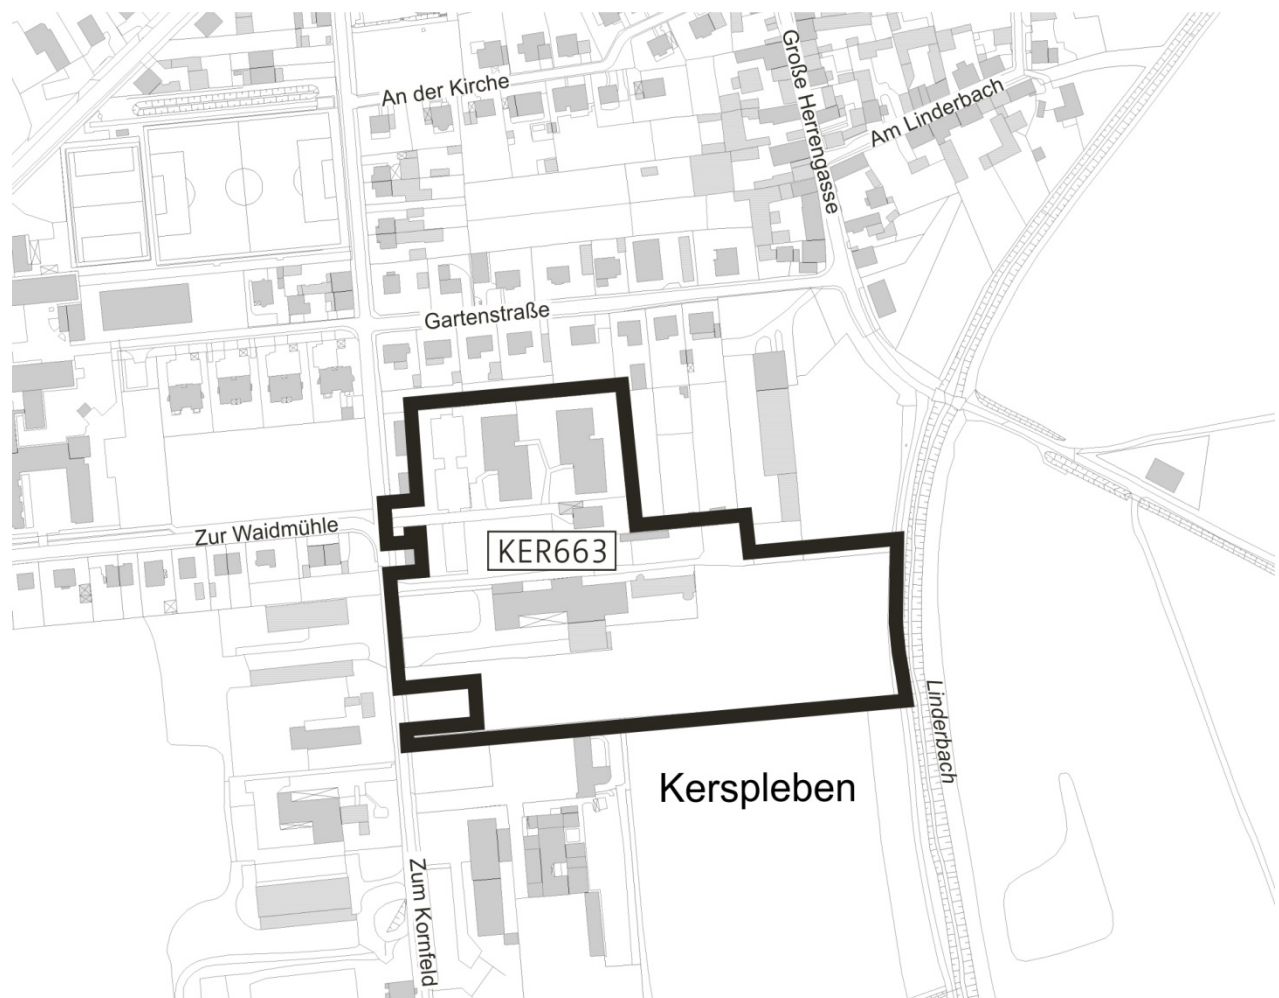 An der Kirche
Große Herrengasse
Am Linderbach
Gartenstraße
Zur Waidmühle
KER663
Linderbach
Kerspleben
Zum Kornfeld